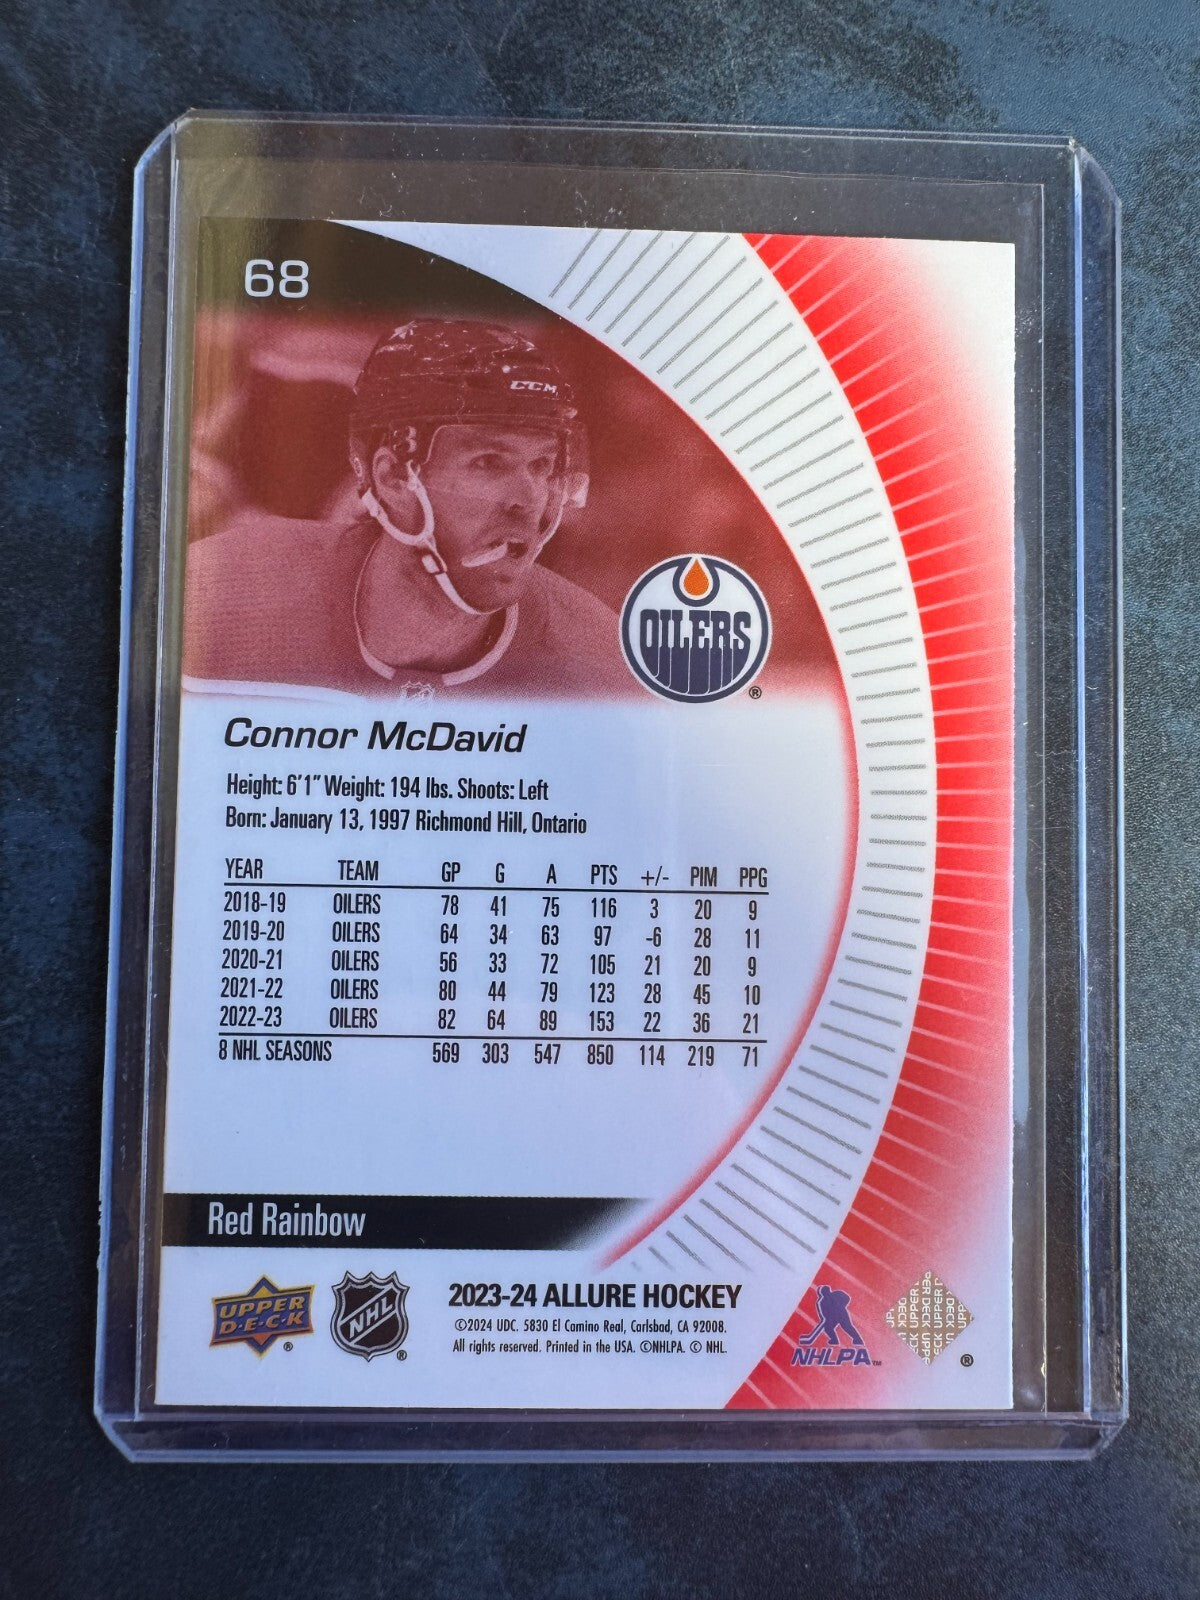 68
CCM
OILERS
®
Connor McDavid
Height: 6'1" Weight: 194 lbs. Shoots: Left
Born: January 13, 1997 Richmond Hill, Ontario
YEAR TEAM GP G A PTS +/- PIM PPG
2018-19 OILERS 78 41 75 116 3 20 9
2019-20 OILERS 64 34 63 97 -6 28 11
2020-21 OILERS 56 33 72 105 21 20 9
2021-22 OILERS 80 44 79 123 28 45 10
2022-23 OILERS 82 64 89 153 22 36 21
8 NHL SEASONS 569 303 547 850 114 219 71
Red Rainbow
UPPER
D·E·C·K
®
NHL
®
2023-24 ALLURE HOCKEY
©2024 UDC. 5830 El Camino Real, Carlsbad, CA 92008.
All rights reserved. Printed in the USA. ©NHLPA. © NHL.
NHLPA™
®